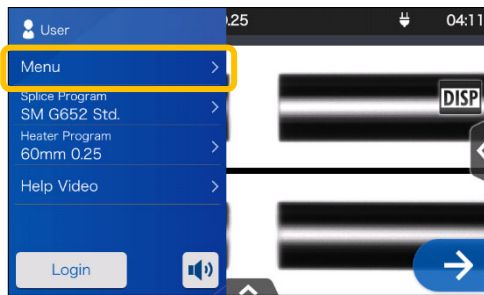 User
.25
04:11
Menu
Splice Program
SM G652 Std.
Heater Program
60mm 0.25
Help Video
Login
DISP